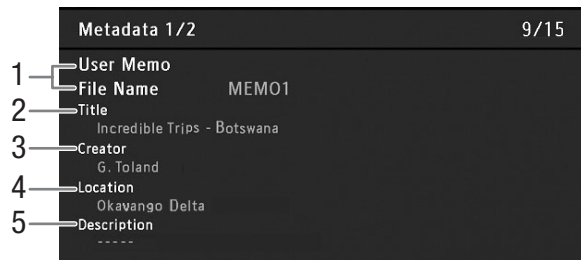 Metadata 1/2 9/15
1 User Memo
File Name MEMO1
2 Title
Incredible Trips - Botswana
3 Creator
G. Toland
4 Location
Okavango Delta
5 Description
-----